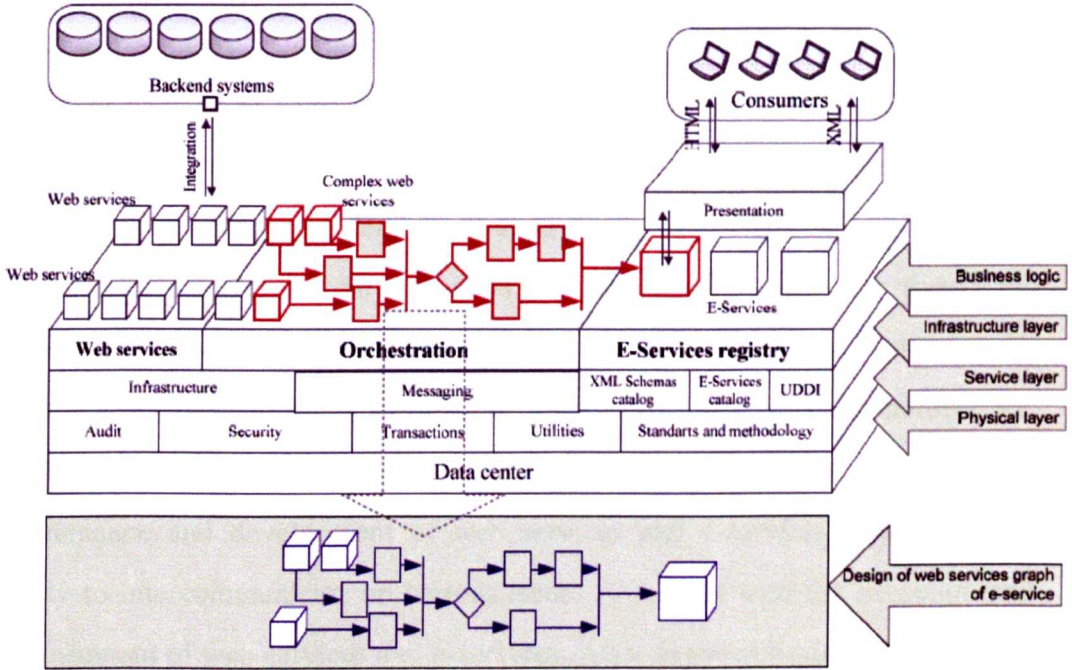 Backend systems
Consumers
Integration
HTML
XML
Web services
Complex web
services
Presentation
Web services
E-Services
Business logic
Infrastructure layer
Service layer
Physical layer
Web services
Orchestration
E-Services registry
Infrastructure
Messaging
XML Schemas
catalog
E-Services
catalog
UDDI
Audit
Security
Transactions
Utilities
Standarts and methodology
Data center
Design of web services graph
of e-service